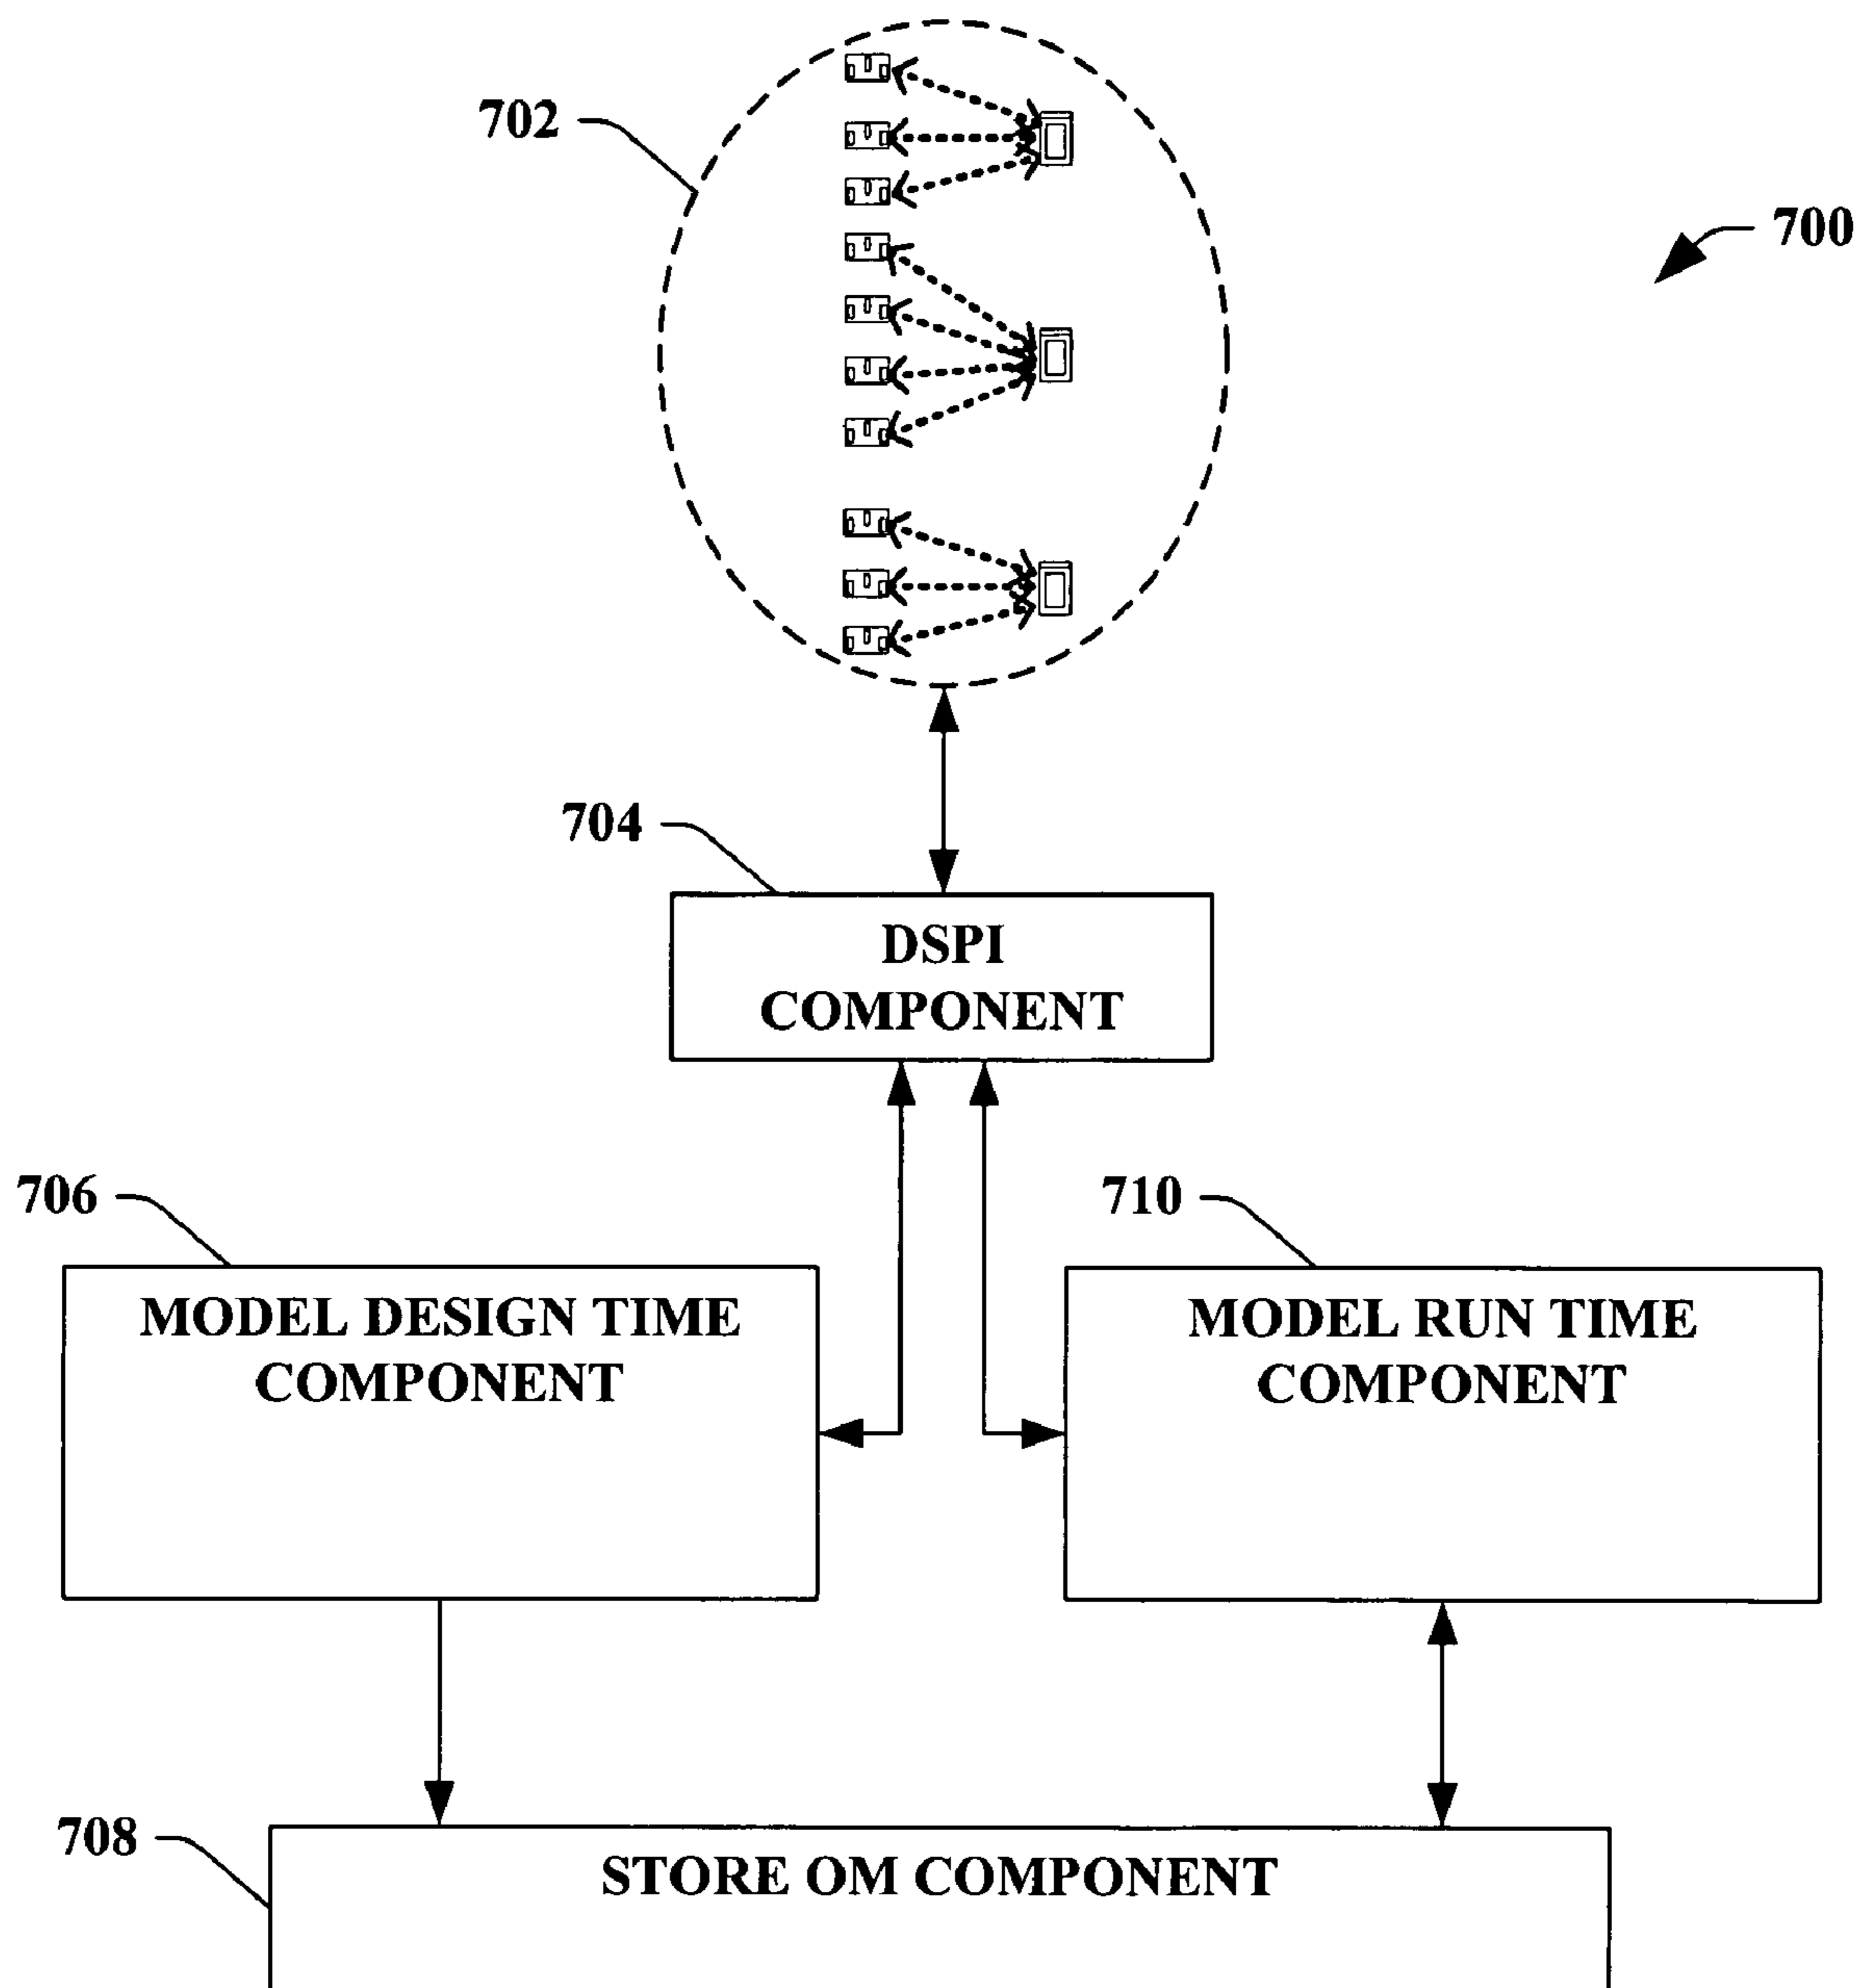 702
700
704
DSPI
COMPONENT
706
710
MODEL DESIGN TIME
COMPONENT
MODEL RUN TIME
COMPONENT
708
STORE OM COMPONENT